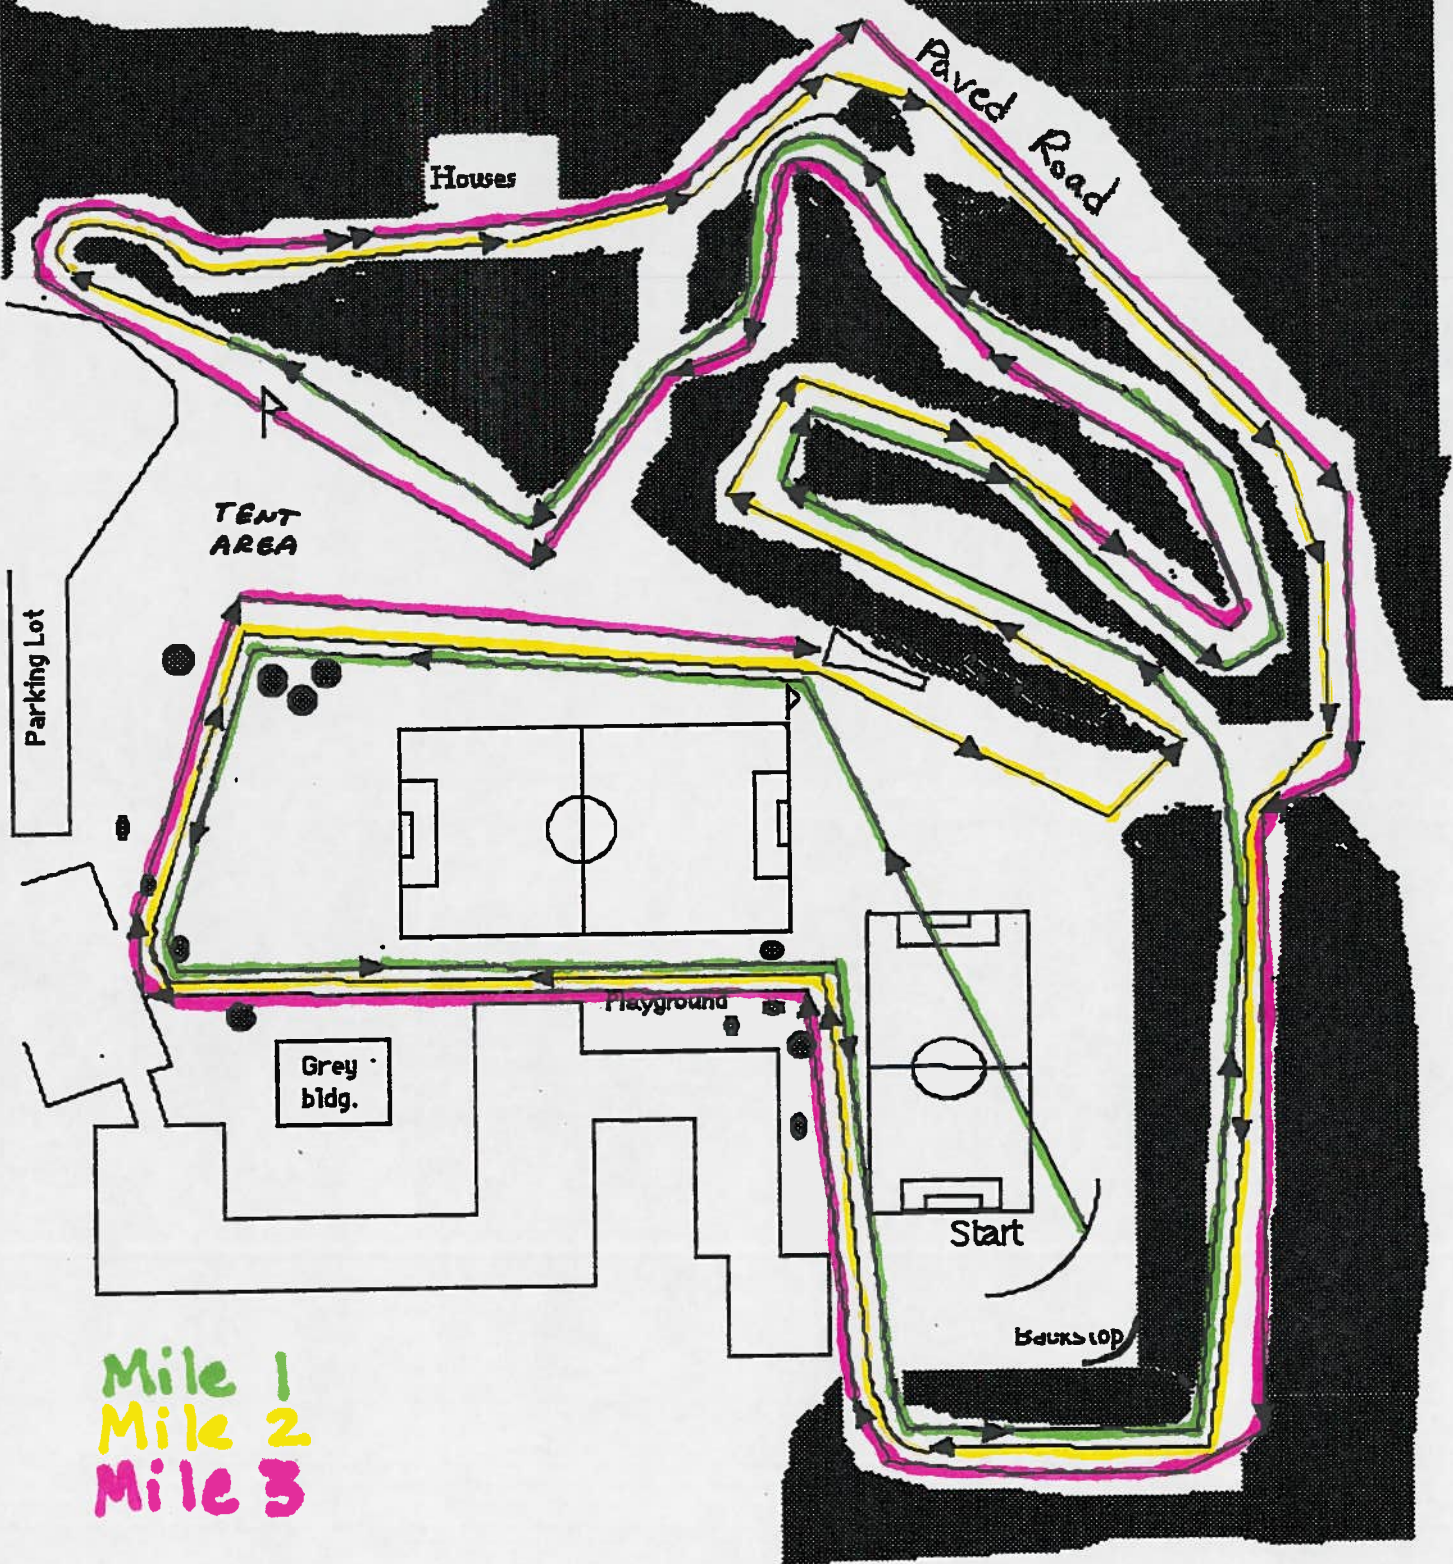 Paved
Road
Houses
TENT
AREA
Parking Lot
Playground
Grey
bldg.
Start
Backstop
Mile 1
Mile 2
Mile 3